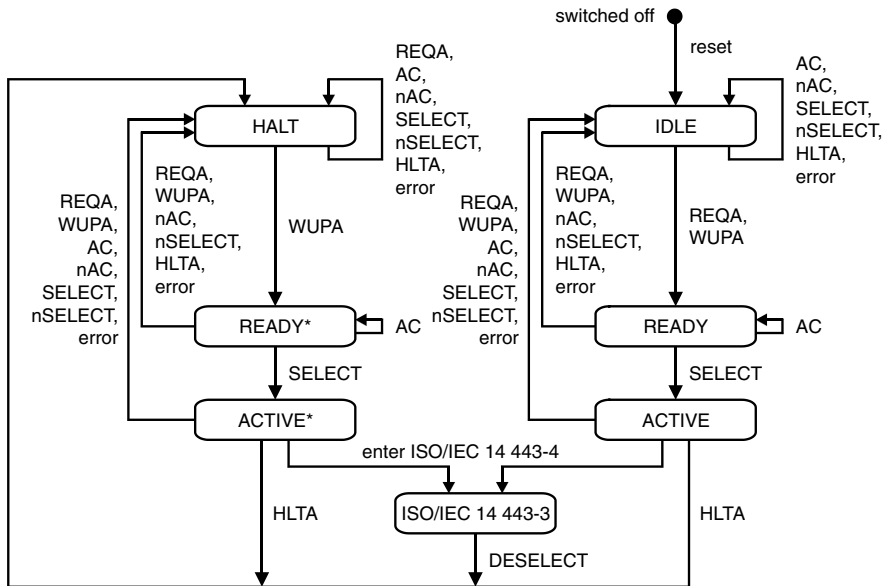 switched off
reset
REQA,
AC,
nAC,
SELECT,
nSELECT,
HLTA,
error
AC,
nAC,
SELECT,
nSELECT,
HLTA,
error
HALT
IDLE
REQA,
WUPA,
AC,
nAC,
SELECT,
nSELECT,
error
REQA,
WUPA,
nAC,
nSELECT,
HLTA,
error
WUPA
REQA,
WUPA,
AC,
nAC,
SELECT,
nSELECT,
error
REQA,
WUPA,
nAC,
nSELECT,
HLTA,
error
REQA,
WUPA
READY*
AC
READY
AC
SELECT
SELECT
ACTIVE*
ACTIVE
enter ISO/IEC 14 443-4
ISO/IEC 14 443-3
HLTA
HLTA
DESELECT